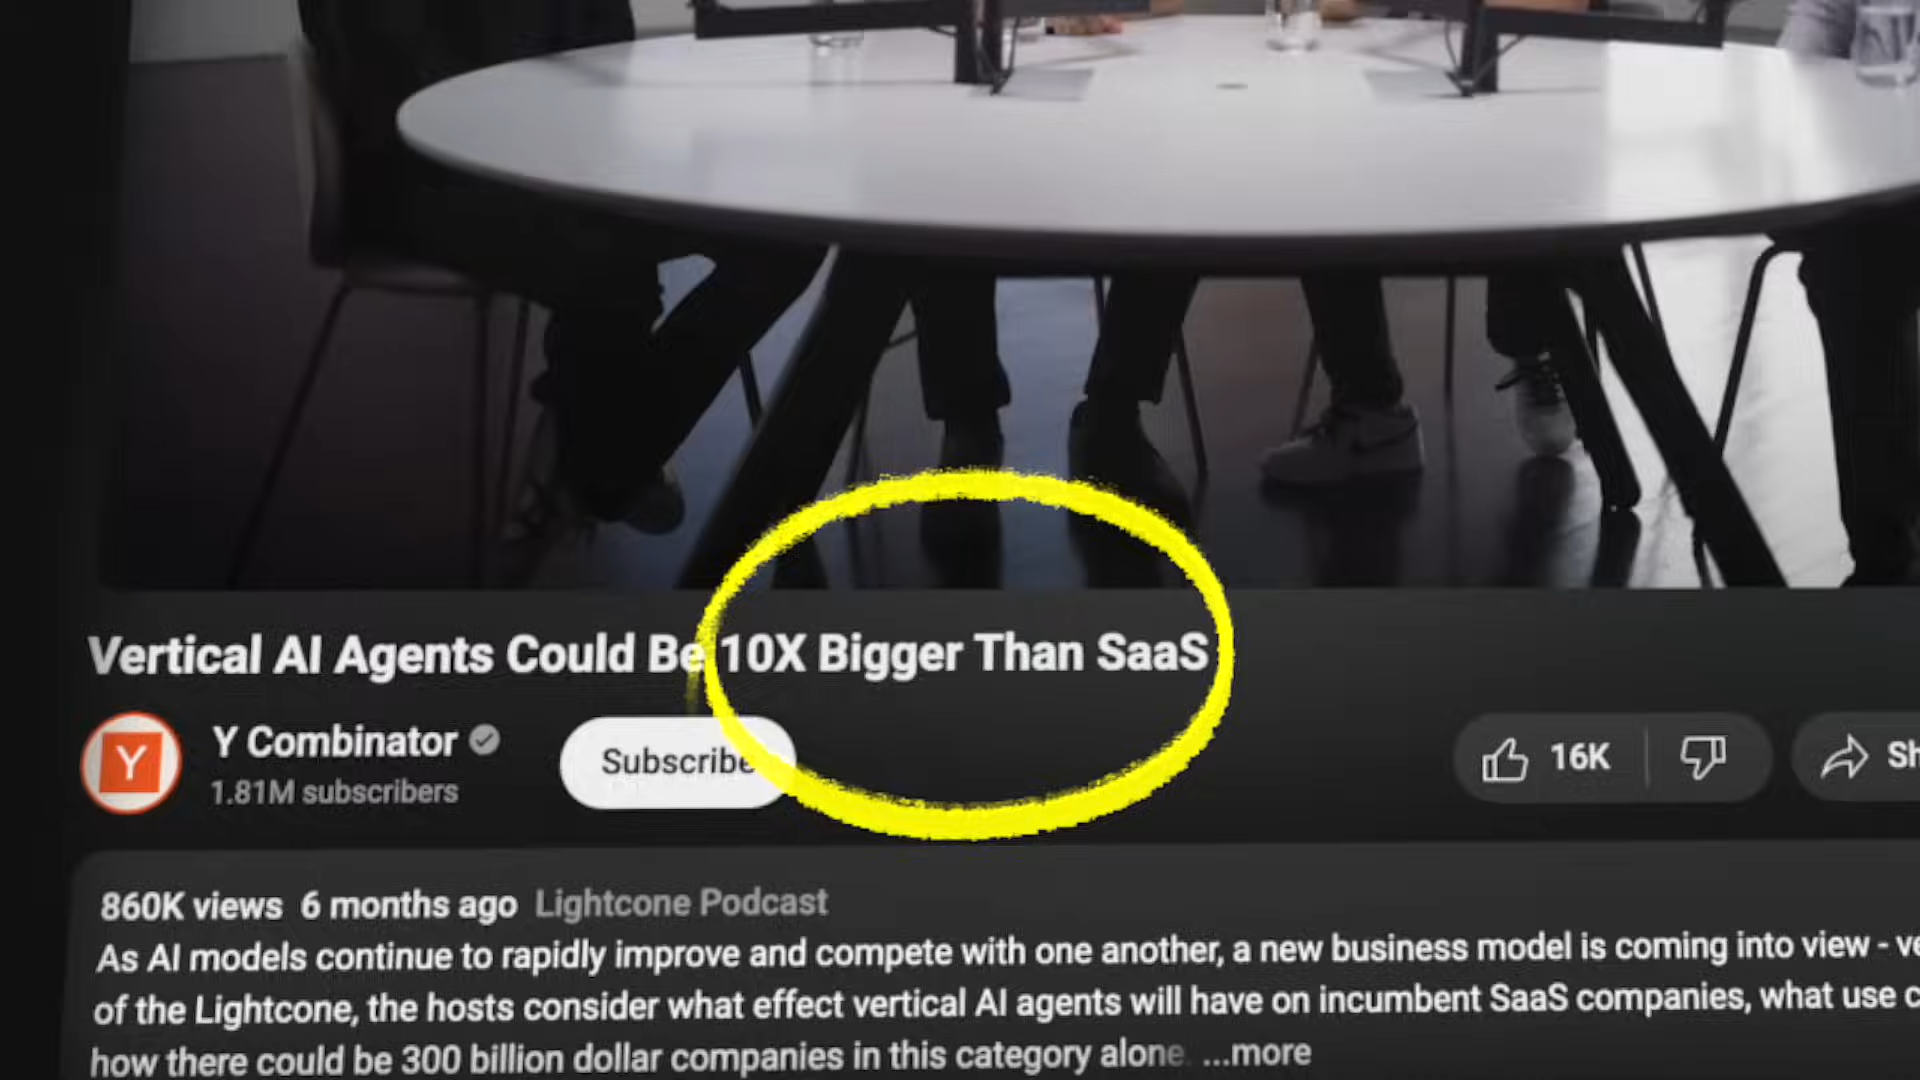 Vertical AI Agents Could Be 10X Bigger Than SaaS
Y
Y Combinator
1.81M subscribers
Subscribe
16K
860K views 6 months ago Lightcone Podcast
As AI models continue to rapidly improve and compete with one another, a new business model is coming into view - ve
of the Lightcone, the hosts consider what effect vertical AI agents will have on incumbent SaaS companies, what use c
how there could be 300 billion dollar companies in this category alone. ...more